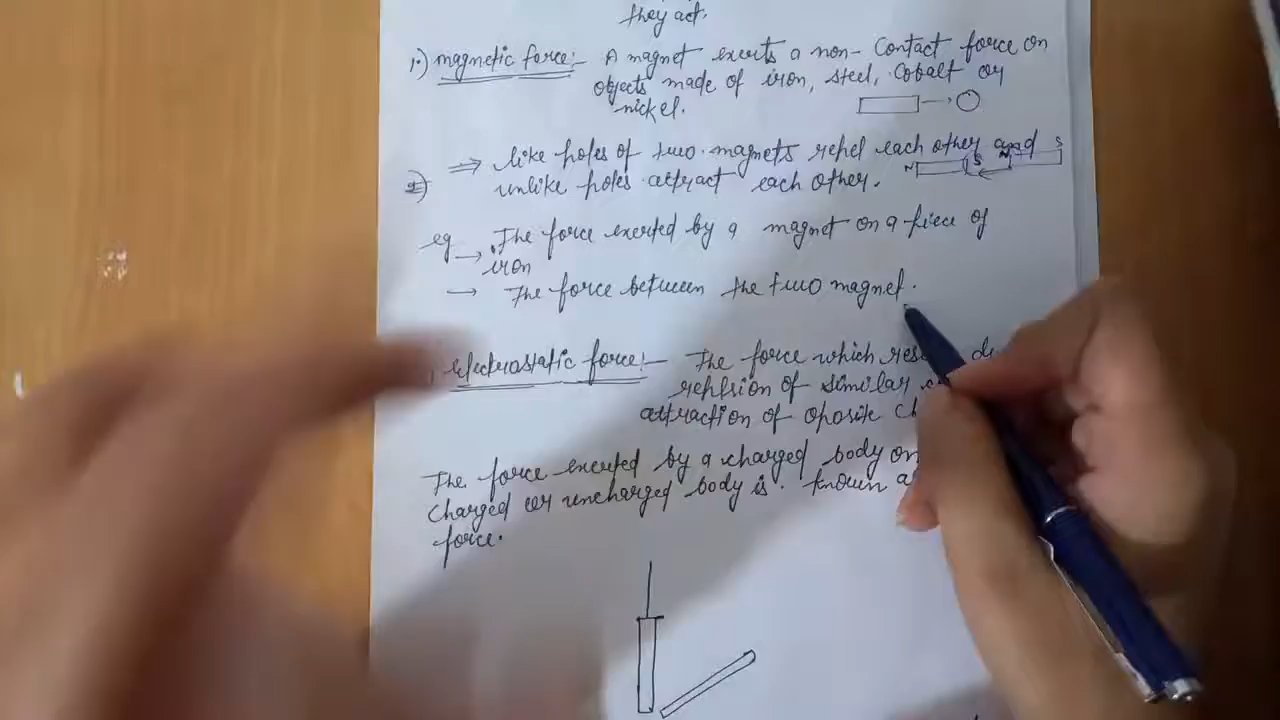 they act.
1.) magnetic force:- A magnet exerts a non-Contact force on
objects made of iron, steel, Cobalt or
nickel.
⇒ like poles of two magnets repel each other and
unlike poles attract each other.
N S N S
eg → The force exerted by a magnet on a piece of
iron
→ The force between the two magnet.
electrostatic force:- The force which
replsion of similar
attraction of oposite
The force exerted by a charged body on
charged or uncharged body is. known
force.